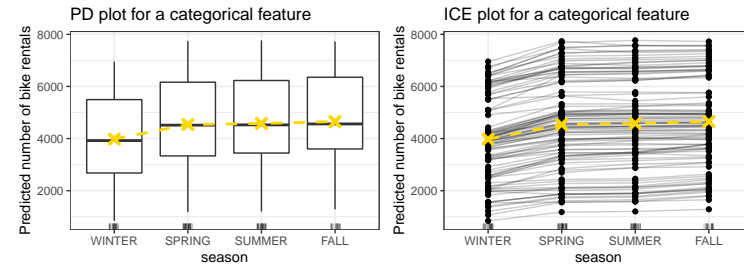 PD plot for a categorical feature
Predicted number of bike rentals
8000
6000
4000
2000
WINTER SPRING SUMMER FALL
season
ICE plot for a categorical feature
Predicted number of bike rentals
8000
6000
4000
2000
WINTER SPRING SUMMER FALL
season